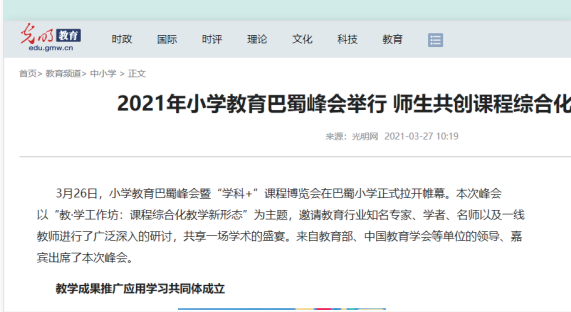 光明 教育
edu.gmw.cn
时政 国际 时评 理论 文化 科技 教育
首页> 教育频道> 中小学 > 正文
2021年小学教育巴蜀峰会举行 师生共创课程综合化
来源：光明网 2021-03-27 10:19
3月26日，小学教育巴蜀峰会暨“学科+”课程博览会在巴蜀小学正式拉开帷幕。本次峰会
以“教·学工作坊：课程综合化教学新形态”为主题，邀请教育行业知名专家、学者、名师以及一线
教师进行了广泛深入的研讨，共享一场学术的盛宴。来自教育部、中国教育学会等单位的领导、嘉
宾出席了本次峰会。
教学成果推广应用学习共同体成立